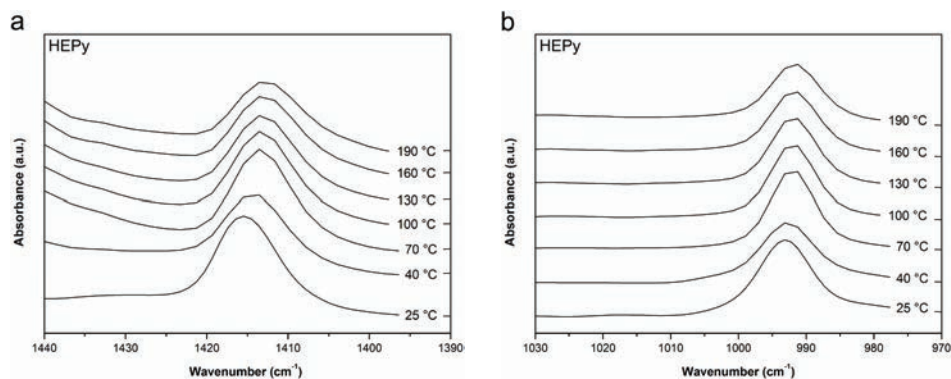 a
HEPy
Absorbance (a.u.)
190 °C
160 °C
130 °C
100 °C
70 °C
40 °C
25 °C
1440 1430 1420 1410 1400 1390
Wavenumber (cm⁻¹)
b
HEPy
Absorbance (a.u.)
190 °C
160 °C
130 °C
100 °C
70 °C
40 °C
25 °C
1030 1020 1010 1000 990 980 970
Wavenumber (cm⁻¹)